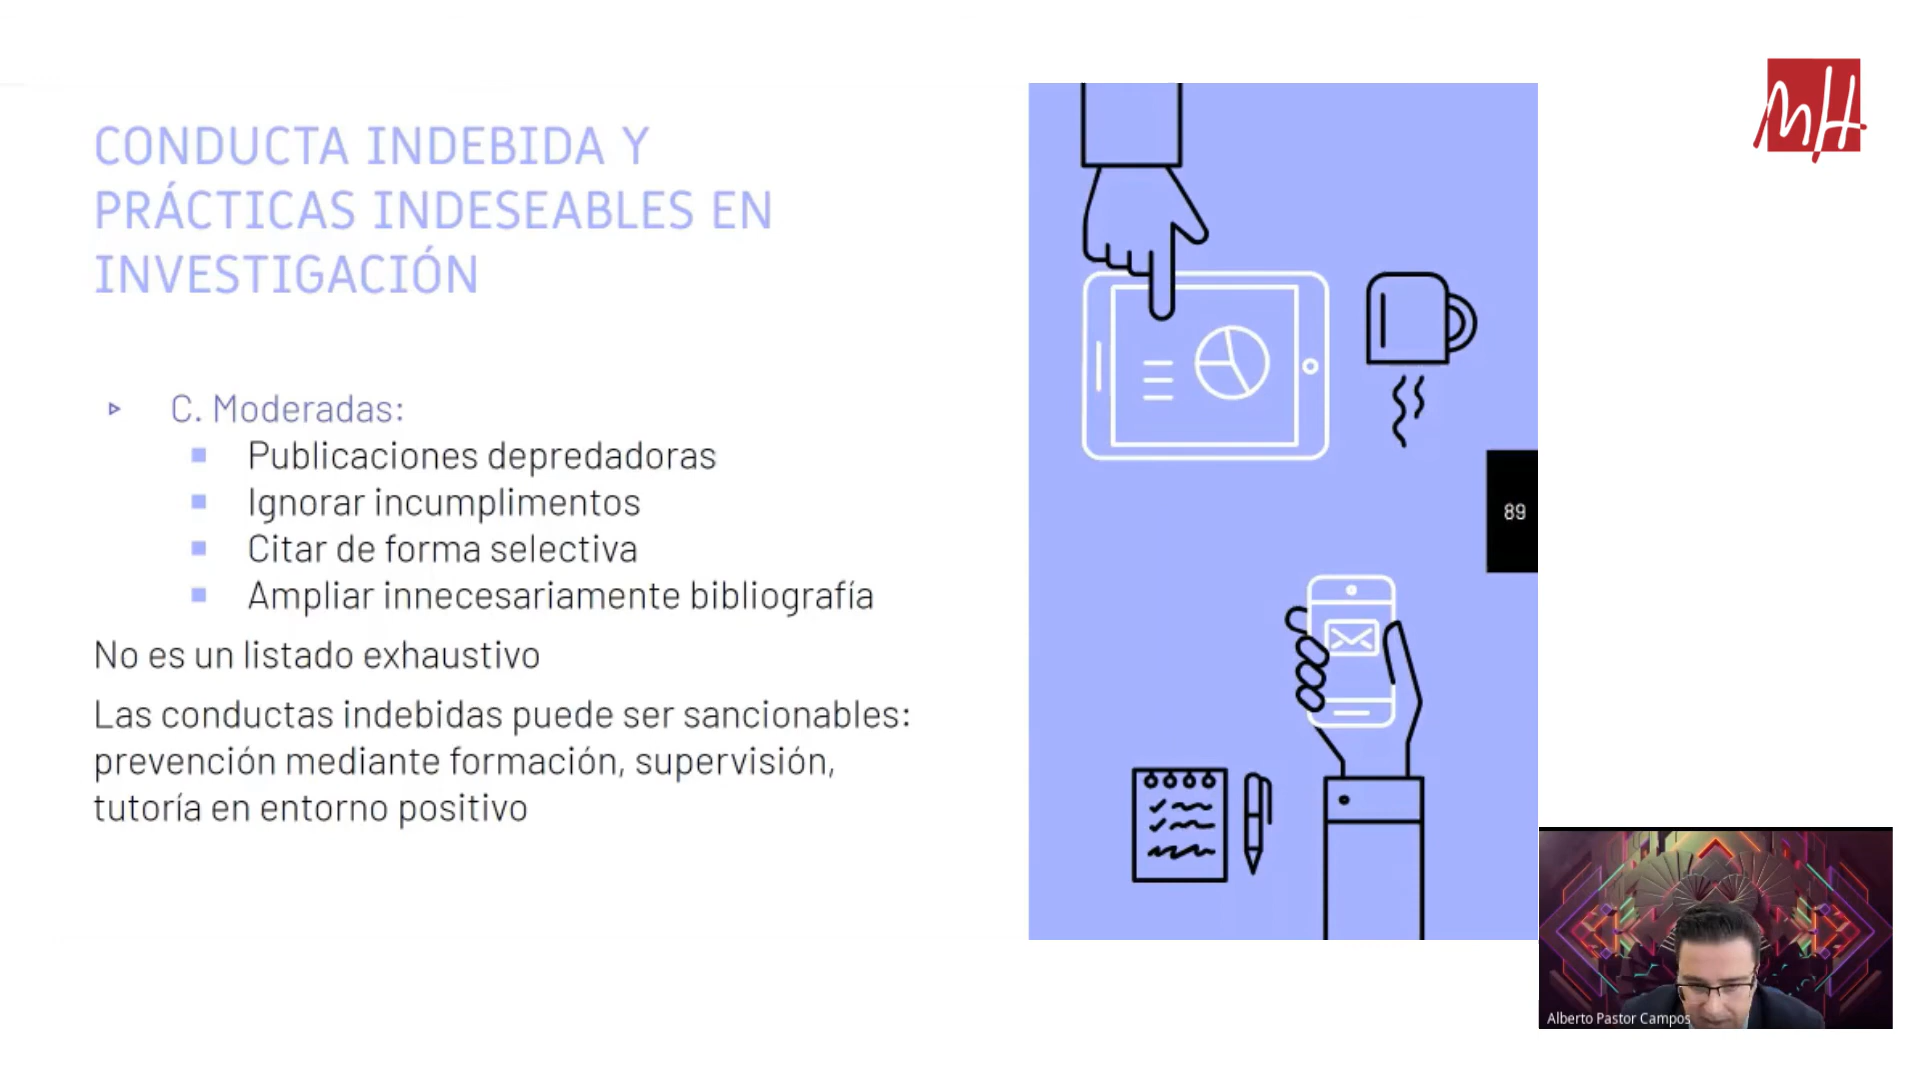 CONDUCTA INDEBIDA Y
PRÁCTICAS INDESEABLES EN
INVESTIGACIÓN
C. Moderadas:
Publicaciones depredadoras
Ignorar incumplimentos
Citar de forma selectiva
Ampliar innecesariamente bibliografía
No es un listado exhaustivo
Las conductas indebidas puede ser sancionables:
prevención mediante formación, supervisión,
tutoría en entorno positivo
89
MH
Alberto Pastor Campos